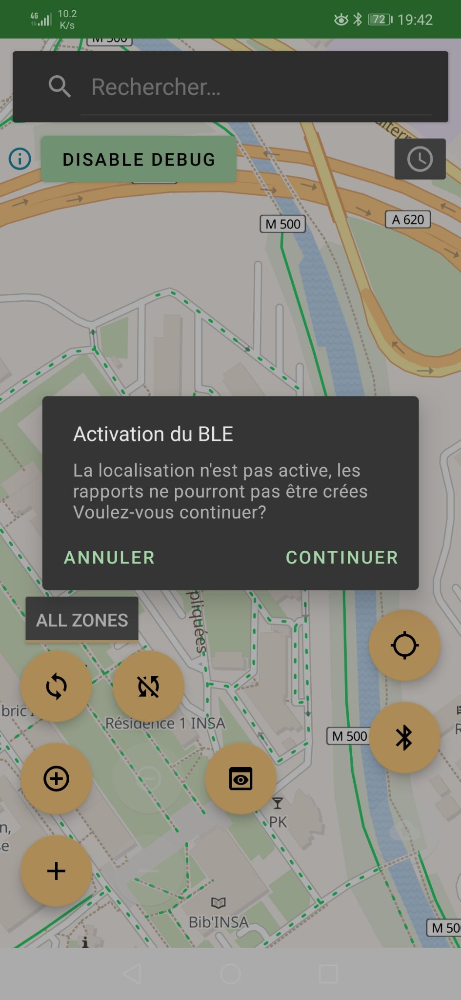 4G 10.2 K/s 72 19:42
M 500
Rechercher...
DISABLE DEBUG
M 500
A 620
Activation du BLE
La localisation n'est pas active, les
rapports ne pourront pas être crées
Voulez-vous continuer?
ANNULER CONTINUER
pliquées
ALL ZONES
bric
Résidence 1 INSA
M 500
R
PK
n,
se
Bib'INSA
M 50